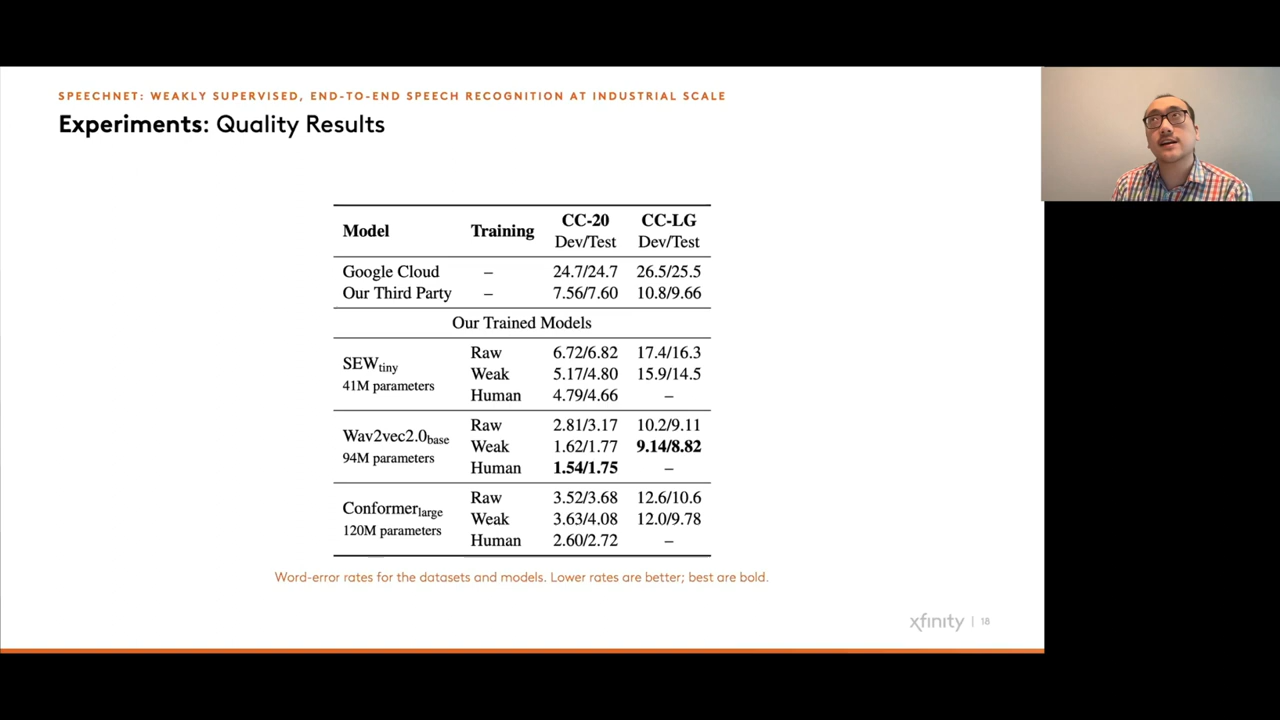 SPEECHNET: WEAKLY SUPERVISED, END-TO-END SPEECH RECOGNITION AT INDUSTRIAL SCALE
Experiments: Quality Results
Model Training CC-20 CC-LG
Dev/Test Dev/Test
Google Cloud – 24.7/24.7 26.5/25.5
Our Third Party – 7.56/7.60 10.8/9.66
Our Trained Models
SEWtiny
41M parameters
Raw 6.72/6.82 17.4/16.3
Weak 5.17/4.80 15.9/14.5
Human 4.79/4.66 –
Wav2vec2.0base
94M parameters
Raw 2.81/3.17 10.2/9.11
Weak 1.62/1.77 9.14/8.82
Human 1.54/1.75 –
Conformerlarge
120M parameters
Raw 3.52/3.68 12.6/10.6
Weak 3.63/4.08 12.0/9.78
Human 2.60/2.72 –
Word-error rates for the datasets and models. Lower rates are better; best are bold.
xfinity | 18